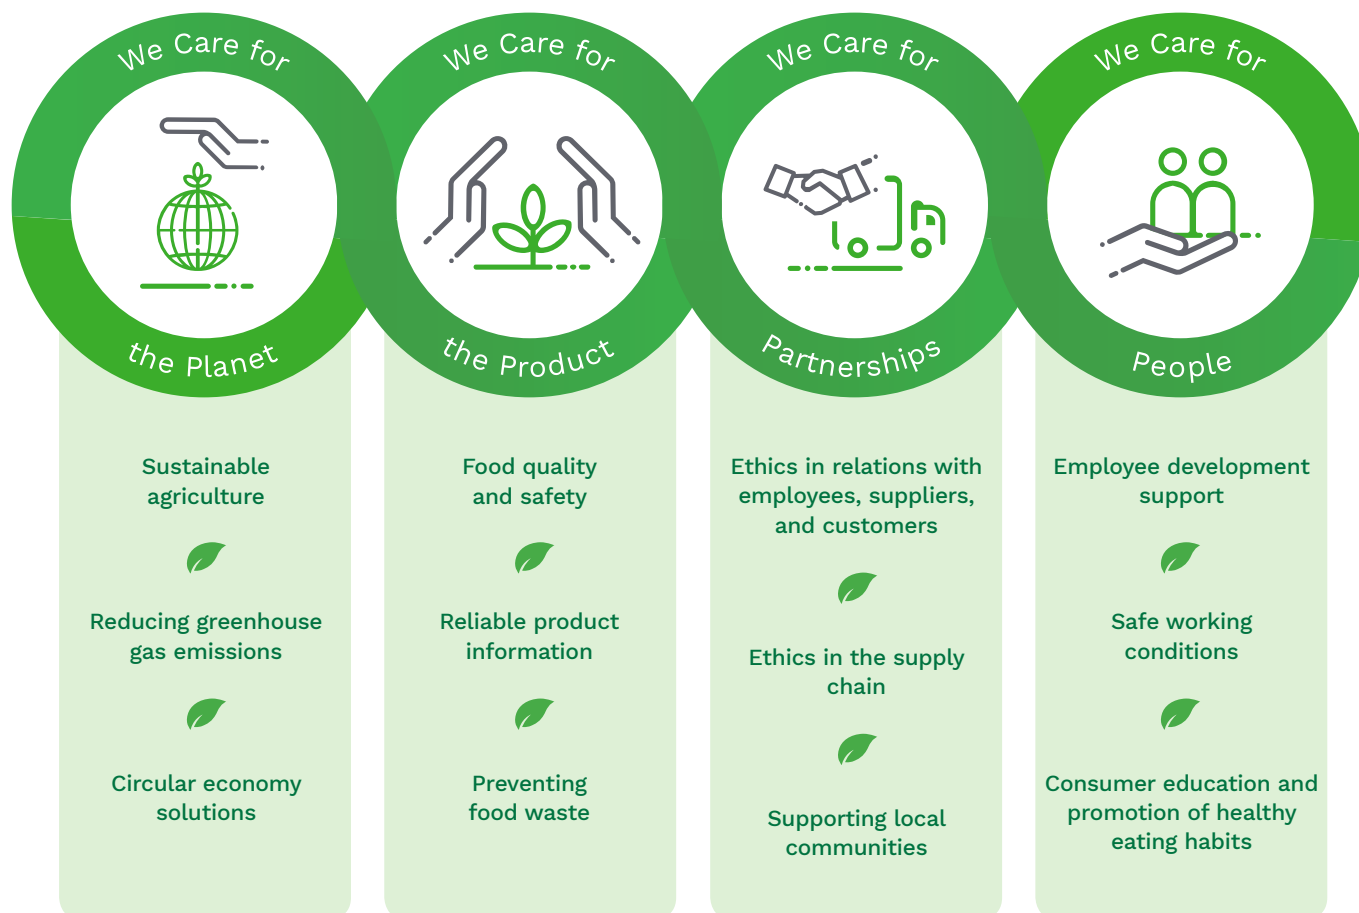 We Care for
the Planet
Sustainable
agriculture
Reducing greenhouse
gas emissions
Circular economy
solutions
We Care for
the Product
Food quality
and safety
Reliable product
information
Preventing
food waste
We Care for
Partnerships
Ethics in relations with
employees, suppliers,
and customers
Ethics in the supply
chain
Supporting local
communities
We Care for
People
Employee development
support
Safe working
conditions
Consumer education and
promotion of healthy
eating habits